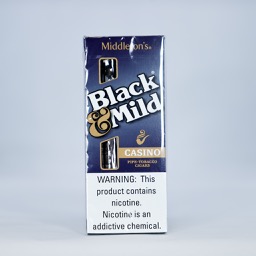 Middleton's®
Black
& Mild®
CASINO
PIPE-TOBACCO
CIGARS
WARNING: This
product contains
nicotine.
Nicotine is an
addictive chemical.